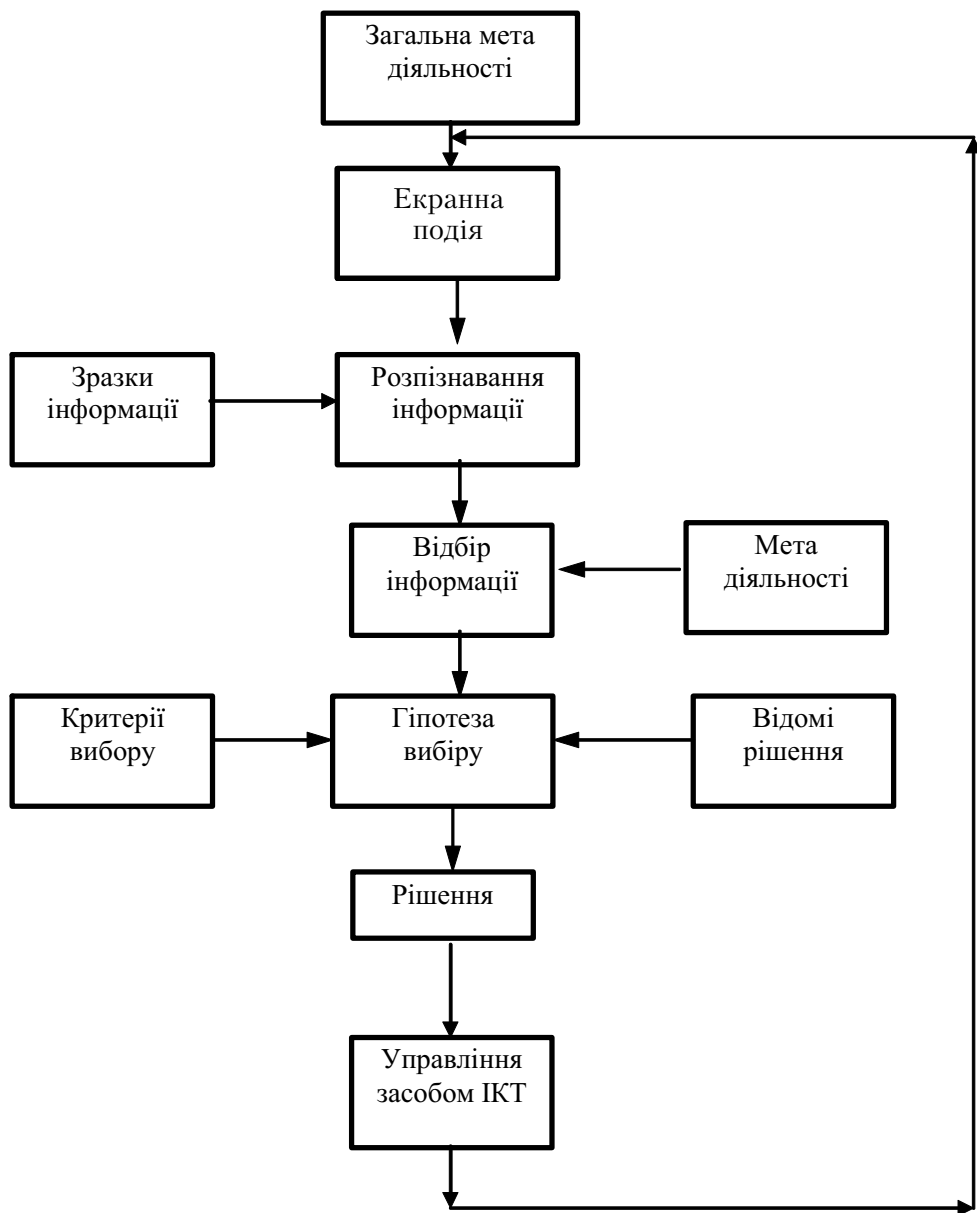 Загальна мета
діяльності
Екранна
подія
Зразки
інформації
Розпізнавання
інформації
Відбір
інформації
Мета
діяльності
Критерії
вибору
Гіпотеза
вибіру
Відомі
рішення
Рішення
Управління
засобом ІКТ